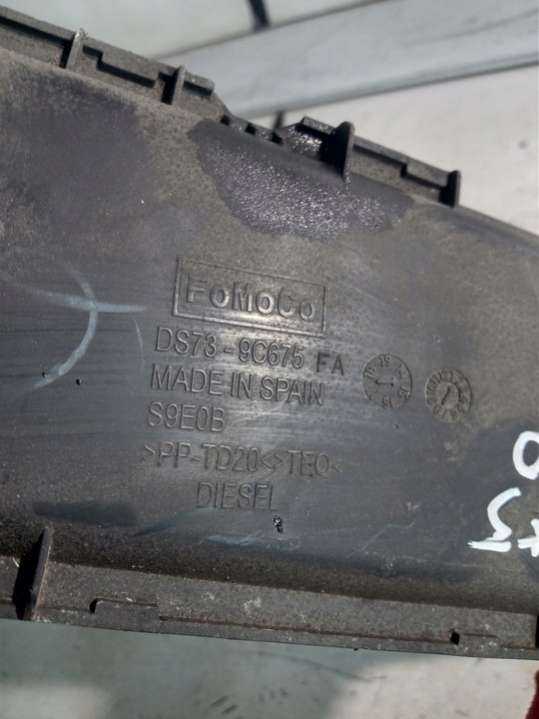 FoMoCo
DS73-9C675 FA
MADE IN SPAIN
S9E0B
>PP-TD20<>TEO<
DIESEL